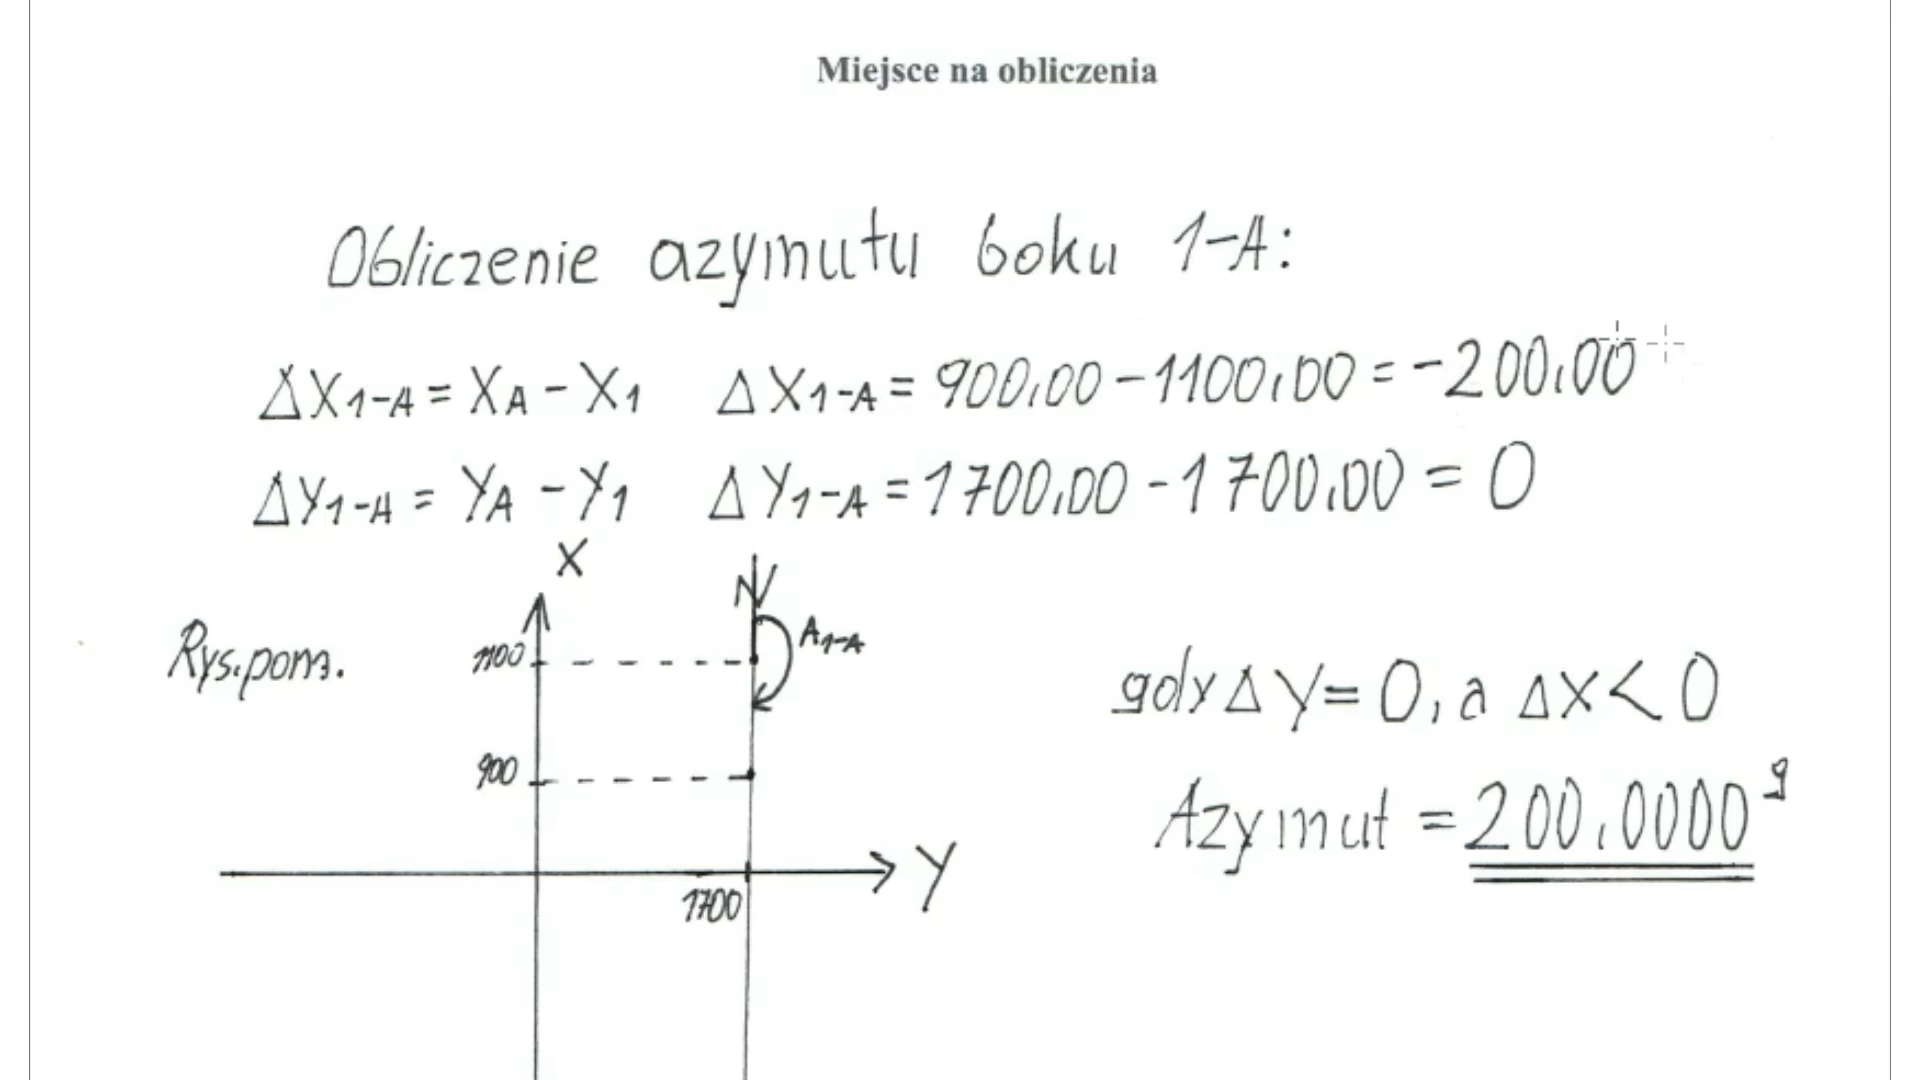 Miejsce na obliczenia
Obliczenie azymutu boku 1-A:
ΔX1-A = XA - X1 ΔX1-A = 900,00 - 1100,00 = -200,00
ΔY1-A = YA - Y1 ΔY1-A = 1700,00 - 1700,00 = 0
X
N
Rys.pom.
1100
A1-A
gdy ΔY = 0, a ΔX < 0
900
Azymut = 200,0000 g
Y
1700